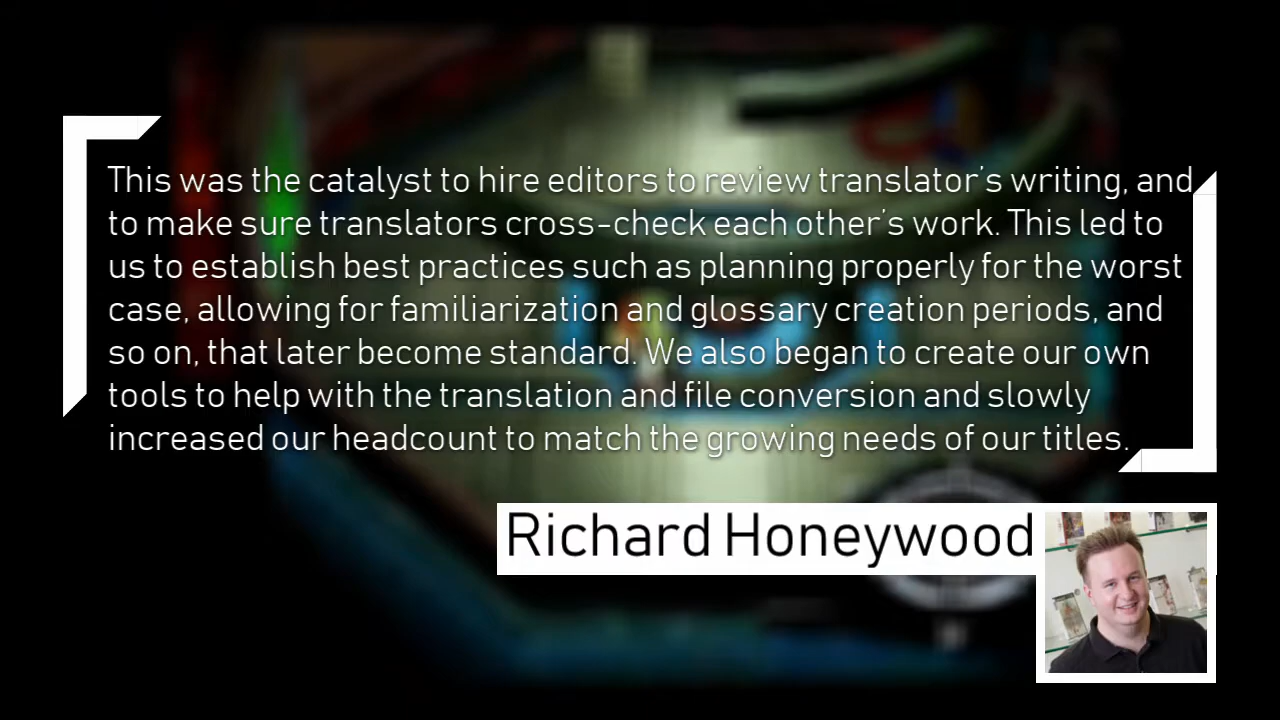 This was the catalyst to hire editors to review translator’s writing, and
to make sure translators cross-check each other’s work. This led to
us to establish best practices such as planning properly for the worst
case, allowing for familiarization and glossary creation periods, and
so on, that later become standard. We also began to create our own
tools to help with the translation and file conversion and slowly
increased our headcount to match the growing needs of our titles.
Richard Honeywood